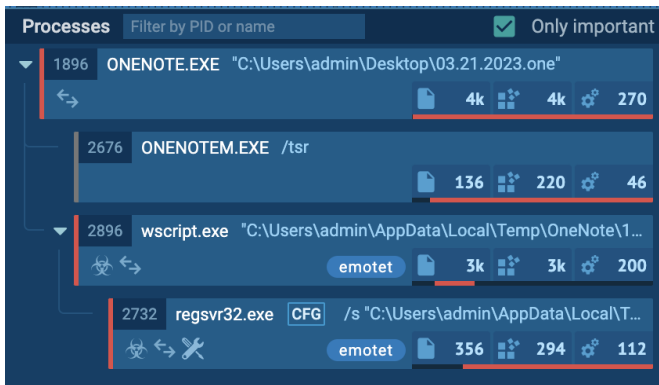 Processes Filter by PID or name Only important
1896 ONENOTE.EXE "C:\Users\admin\Desktop\03.21.2023.one"
4k 4k 270
2676 ONENOTEM.EXE /tsr
136 220 46
2896 wscript.exe "C:\Users\admin\AppData\Local\Temp\OneNote\1...
emotet 3k 3k 200
2732 regsvr32.exe CFG /s "C:\Users\admin\AppData\Local\T...
emotet 356 294 112